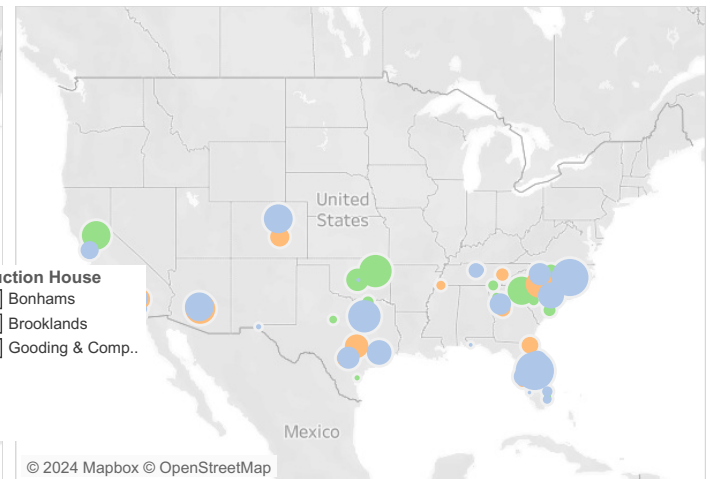 United
States
uction House
Bonhams
Brooklands
Gooding & Comp..
Mexico
© 2024 Mapbox © OpenStreetMap